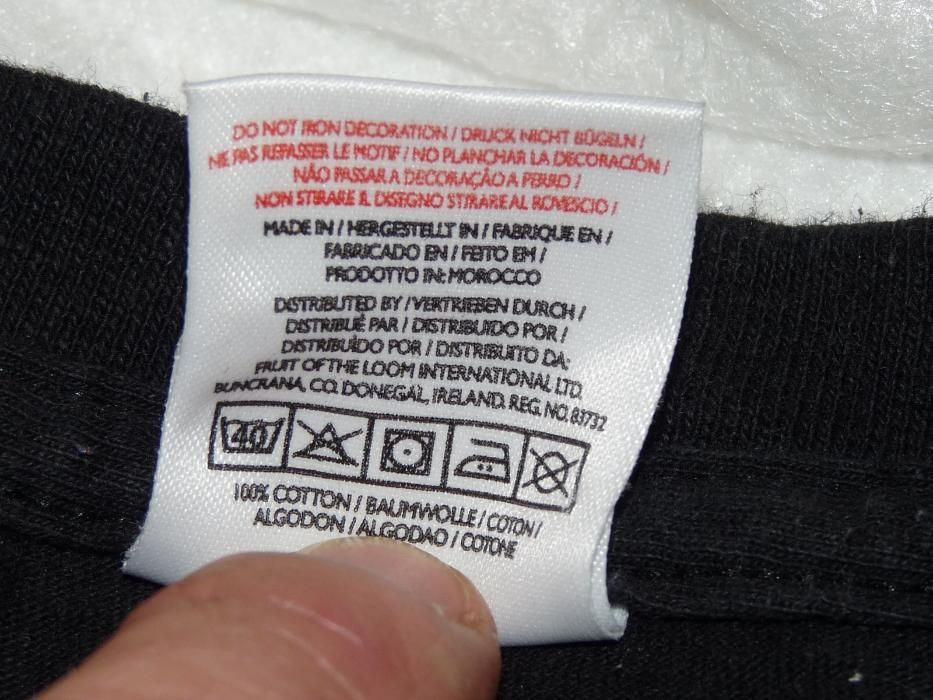 DO NOT IRON DECORATION / DRUCK NICHT BÜGELN /
NE PAS REPASSER LE MOTIF / NO PLANCHAR LA DECORACIÓN /
NÃO PASSAR A DECORAÇÃO A FERRO /
NON STIRARE IL DISEGNO STIRARE AL ROVESCIO /
MADE IN / HERGESTELLT IN / FABRIQUE EN /
FABRICADO EN / FEITO EM /
PRODOTTO IN: MOROCCO
DISTRIBUTED BY / VERTRIEBEN DURCH /
DISTRIBUÉ PAR / DISTRIBUIDO POR /
DISTRIBUÍDO POR / DISTRIBUITO DA:
FRUIT OF THE LOOM INTERNATIONAL LTD.
BUNCRANA, CO. DONEGAL, IRELAND. REG. NO. 83732
40
100% COTTON / BAUMWOLLE / COTON /
ALGODON / ALGODAO / COTONE